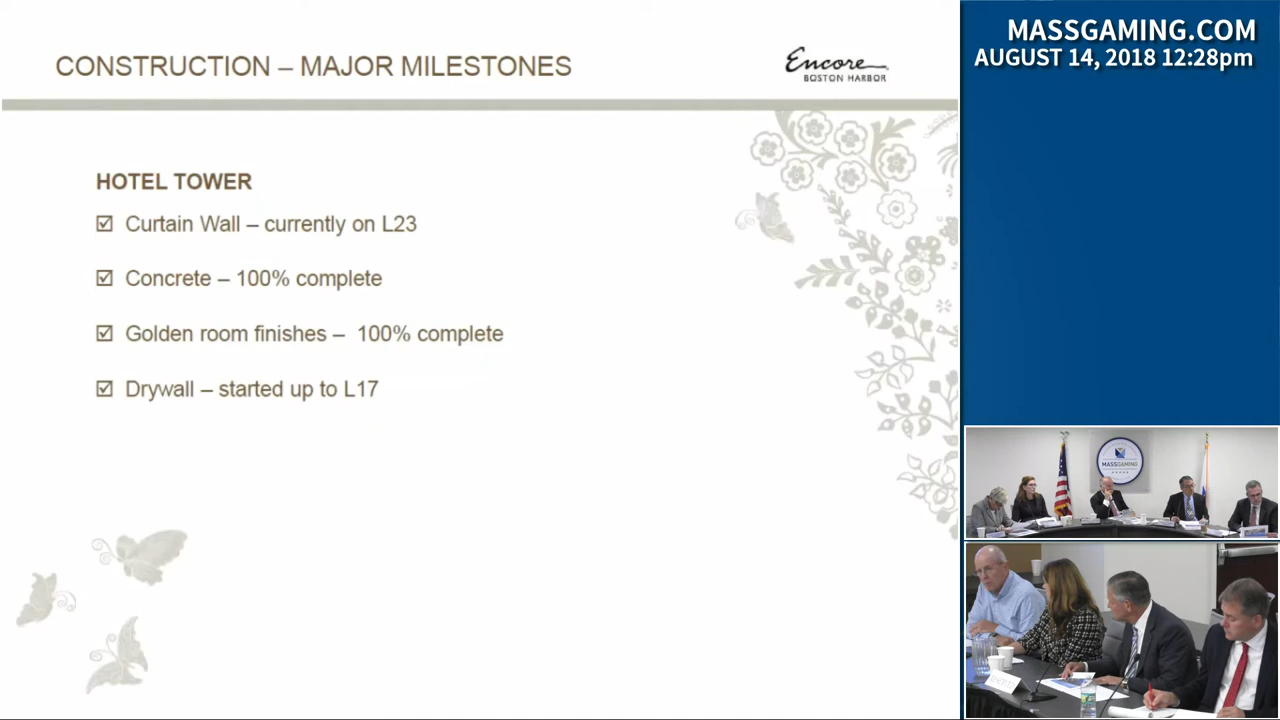 CONSTRUCTION – MAJOR MILESTONES
Encore
BOSTON HARBOR
HOTEL TOWER
Curtain Wall – currently on L23
Concrete – 100% complete
Golden room finishes – 100% complete
Drywall – started up to L17
MASSGAMING.COM
AUGUST 14, 2018 12:28pm
MASSGAMING